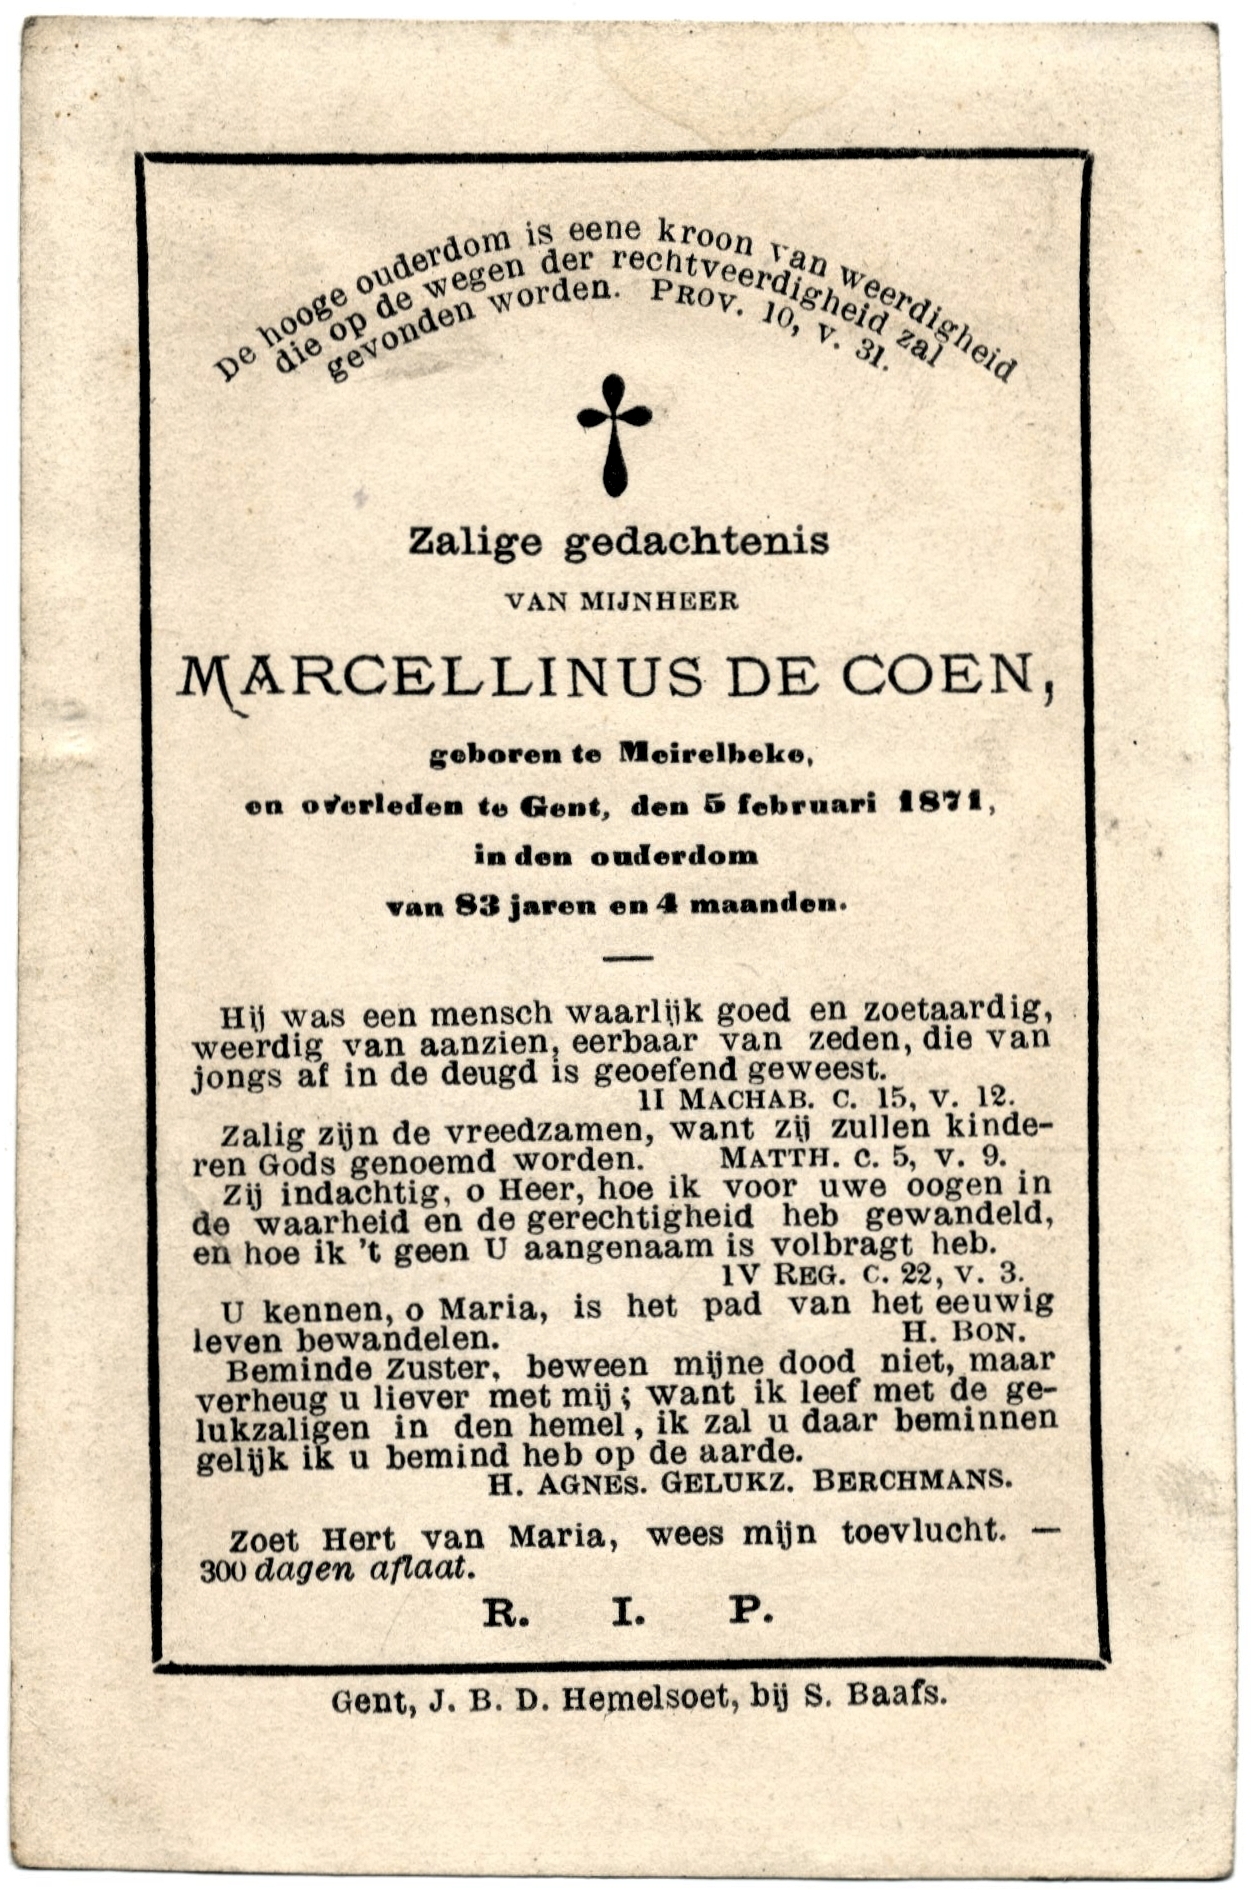 De hooge ouderdom is eene kroon van weerdigheid
die op de wegen der rechtveerdigheid zal
gevonden worden. PROV. 10, v. 31.
Zalige gedachtenis
VAN MIJNHEER
MARCELLINUS DE COEN,
geboren te Meirelbeke,
en overleden te Gent, den 5 februari 1871,
in den ouderdom
van 83 jaren en 4 maanden.
Hij was een mensch waarlijk goed en zoetaardig,
weerdig van aanzien, eerbaar van zeden, die van
jongs af in de deugd is geoefend geweest.
II MACHAB. C. 15, V. 12.
Zalig zijn de vreedzamen, want zij zullen kinde-
ren Gods genoemd worden. MATTH. C. 5, V. 9.
Zij indachtig, o Heer, hoe ik voor uwe oogen in
de waarheid en de gerechtigheid heb gewandeld,
en hoe ik 't geen U aangenaam is volbragt heb.
IV REG. C. 22, V. 3.
U kennen, o Maria, is het pad van het eeuwig
leven bewandelen. H. BON.
Beminde Zuster, beween mijne dood niet, maar
verheug u liever met mij; want ik leef met de ge-
lukzaligen in den hemel, ik zal u daar beminnen
gelijk ik u bemind heb op de aarde.
H. AGNES. GELUKZ. BERCHMANS.
Zoet Hert van Maria, wees mijn toevlucht. —
300 dagen aflaat.
R. I. P.
Gent, J. B. D. Hemelsoet, bij S. Baafs.